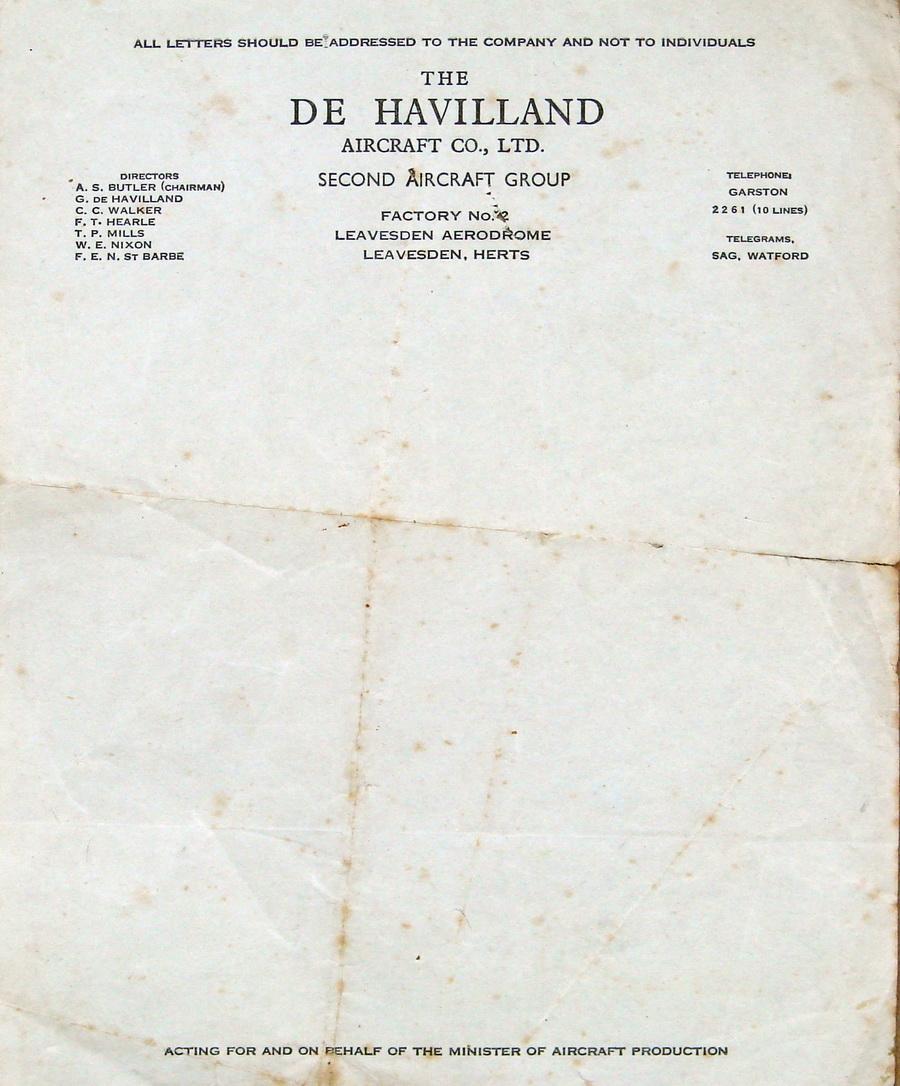 ALL LETTERS SHOULD BE ADDRESSED TO THE COMPANY AND NOT TO INDIVIDUALS
THE
DE HAVILLAND
AIRCRAFT CO., LTD.
SECOND AIRCRAFT GROUP
FACTORY No. 2
LEAVESDEN AERODROME
LEAVESDEN, HERTS
DIRECTORS
A. S. BUTLER (CHAIRMAN)
G. DE HAVILLAND
C. C. WALKER
F. T. HEARLE
T. P. MILLS
W. E. NIXON
F. E. N. ST BARBE
TELEPHONE:
GARSTON
2261 (10 LINES)
TELEGRAMS,
SAG, WATFORD
ACTING FOR AND ON BEHALF OF THE MINISTER OF AIRCRAFT PRODUCTION